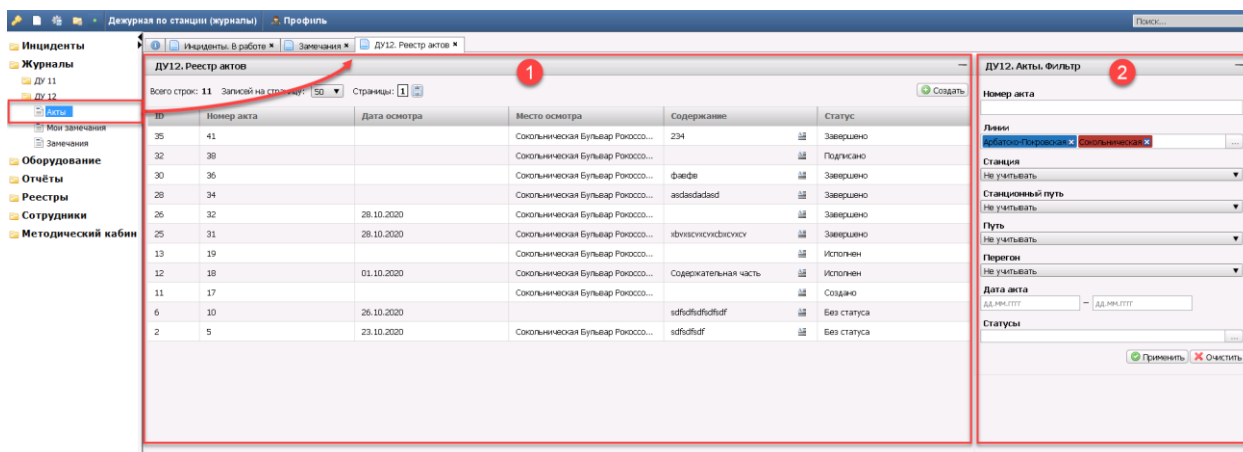 Дежурная по станции (журналы) Профиль Поиск...
Инциденты
Журналы
ДУ 11
ДУ 12
Акты
Мои замечания
Замечания
Оборудование
Отчёты
Реестры
Сотрудники
Методический кабин
Инциденты. В работе × Замечания × ДУ12. Реестр актов ×
ДУ12. Реестр актов
1
Всего строк: 11 Записей на страницу: 50 Страницы: 1 Создать
ID Номер акта Дата осмотра Место осмотра Содержание Статус
35 41 Сокольническая Бульвар Рокоссо... 234 Завершено
32 38 Сокольническая Бульвар Рокоссо... Подписано
30 36 Сокольническая Бульвар Рокоссо... фаефе Завершено
28 34 Сокольническая Бульвар Рокоссо... asdasdadasd Завершено
26 32 28.10.2020 Сокольническая Бульвар Рокоссо... Завершено
25 31 28.10.2020 Сокольническая Бульвар Рокоссо... Завершено
13 19 Сокольническая Бульвар Рокоссо... Исполнен
12 18 01.10.2020 Сокольническая Бульвар Рокоссо... Содержательная часть Исполнен
11 17 Сокольническая Бульвар Рокоссо... Создано
6 10 26.10.2020 sdfsdfsdfsdfsdf Без статуса
2 5 23.10.2020 Сокольническая Бульвар Рокоссо... sdfsdfsdf Без статуса
ДУ12. Акты. Фильтр
2
Номер акта
Линии
Арбатско-Покровская × Сокольническая × ...
Станция
Не учитывать
Станционный путь
Не учитывать
Путь
Не учитывать
Перегон
Не учитывать
Дата акта
дд.мм.гггг – дд.мм.гггг
Статусы
...
Применить Очистить